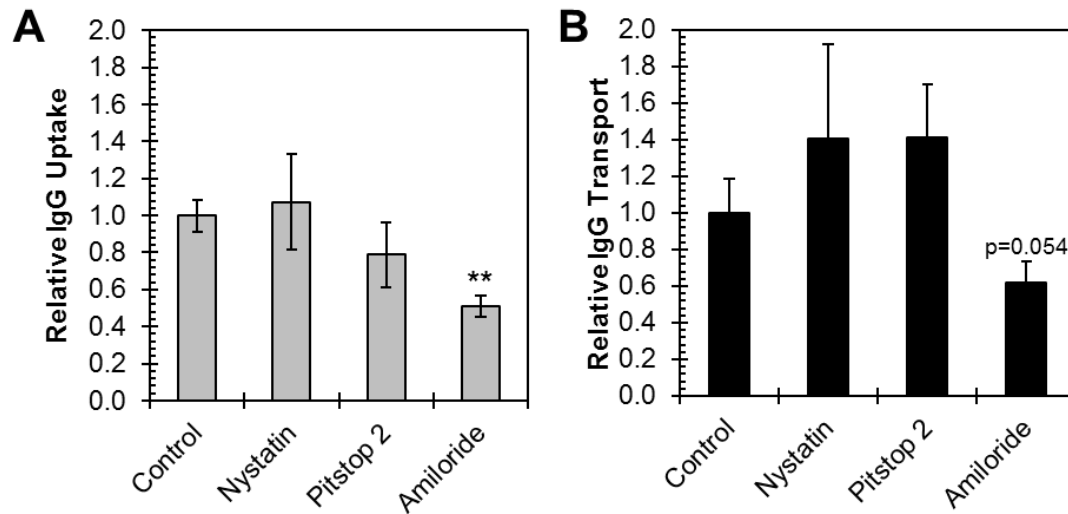 A
Relative IgG Uptake
2.0
1.8
1.6
1.4
1.2
1.0
0.8
0.6
0.4
0.2
0.0
**
Control
Nystatin
Pitstop 2
Amiloride
B
Relative IgG Transport
2.0
1.8
1.6
1.4
1.2
1.0
0.8
0.6
0.4
0.2
0.0
p=0.054
Control
Nystatin
Pitstop 2
Amiloride